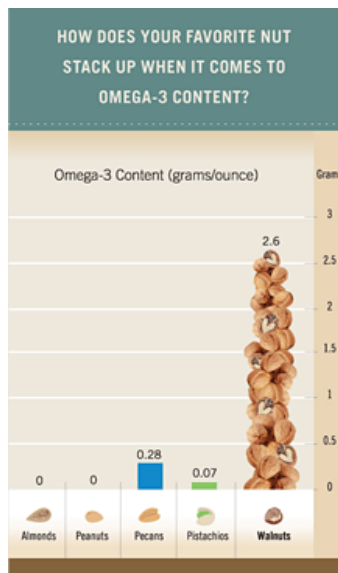 HOW DOES YOUR FAVORITE NUT
STACK UP WHEN IT COMES TO
OMEGA-3 CONTENT?
Omega-3 Content (grams/ounce)
Gram
3
2.6
2.5
2
1.5
1
0.5
0.28
0.07
0
0
0
Almonds
Peanuts
Pecans
Pistachios
Walnuts